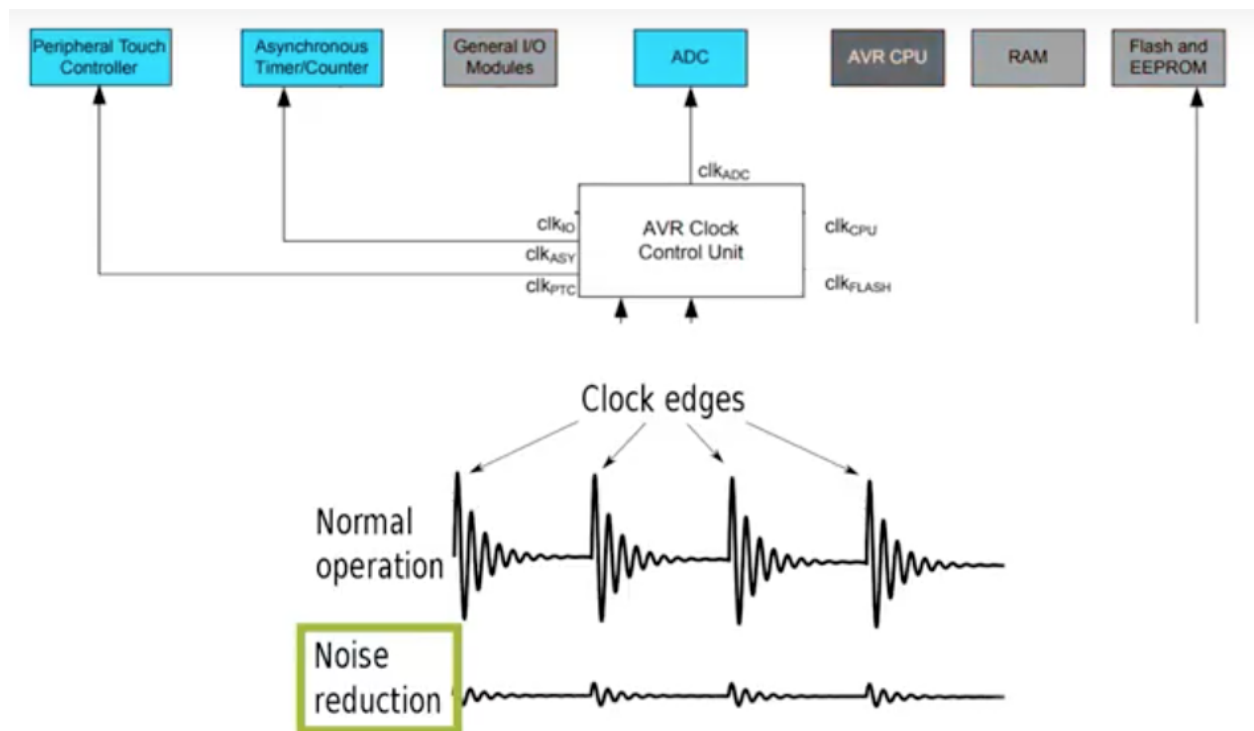 Peripheral Touch
Controller
Asynchronous
Timer/Counter
General I/O
Modules
ADC
AVR CPU
RAM
Flash and
EEPROM
clkADC
clkIO
clkASY
clkPTC
AVR Clock
Control Unit
clkCPU
clkFLASH
Clock edges
Normal
operation
Noise
reduction